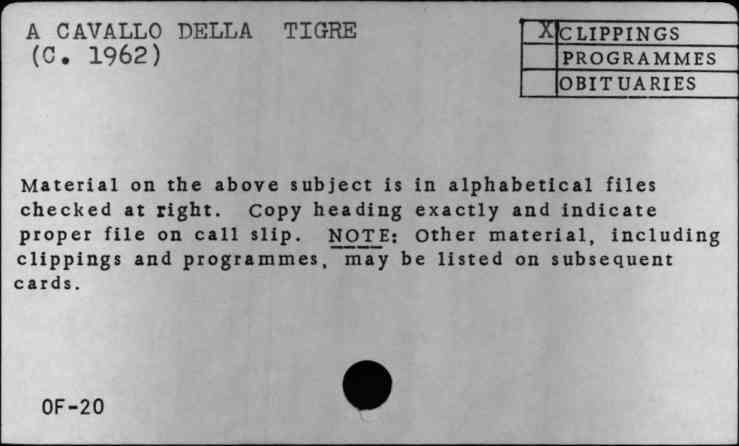 A CAVALLO DELLA TIGRE
(C. 1962)
X CLIPPINGS
PROGRAMMES
OBITUARIES
Material on the above subject is in alphabetical files
checked at right. Copy heading exactly and indicate
proper file on call slip. NOTE: Other material, including
clippings and programmes, may be listed on subsequent
cards.
OF-20